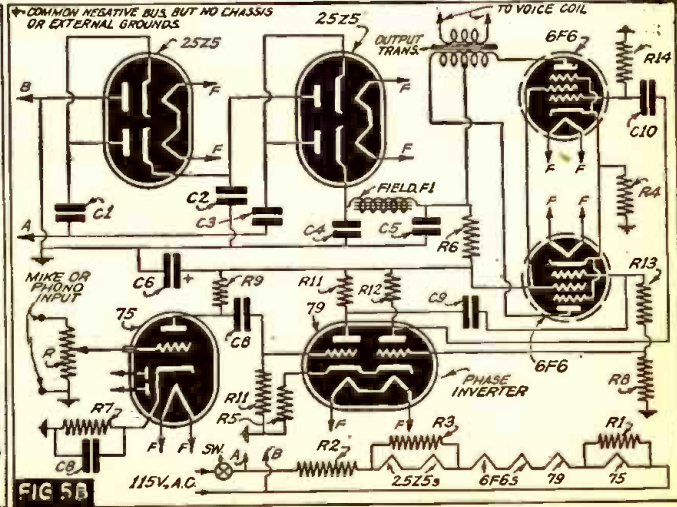 COMMON NEGATIVE BUS, BUT NO CHASSIS
OR EXTERNAL GROUNDS.
25Z5
25Z5
TO VOICE COIL
OUTPUT
TRANS.
6F6
R14
B
F
F
F
F
C10
F
F
C1
C2
C3
FIELD, F1
R4
A
C4
C5
R6
F
F
C6
+
R9
R11
R12
C9
R13
MIKE OR
PHONO
INPUT
75
C8
79
6F6
R
R11
R5
PHASE
INVERTER
R8
R7
C8
F
F
F
F
SW.
A
B
R2
R3
R1
115V., A.C.
25Z5s
6F6s
79
75
FIG 5B